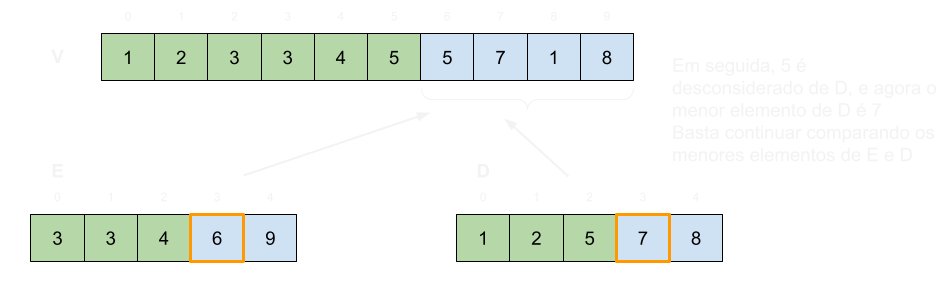 0 1 2 3 4 5 6 7 8 9
V 1 2 3 3 4 5 5 7 1 8
Em seguida, 5 é
desconsiderado de D, e agora o
menor elemento de D é 7
Basta continuar comparando os
menores elementos de E e D
E
0 1 2 3 4
3 3 4 6 9
D
0 1 2 3 4
1 2 5 7 8